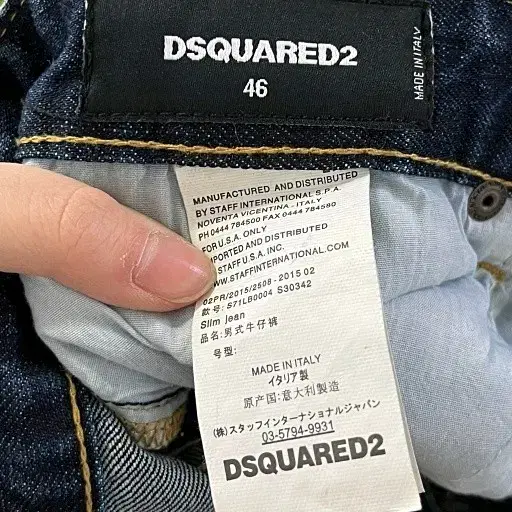 DSQUARED2
46
MADE IN ITALY
MANUFACTURED AND DISTRIBUTED
BY STAFF INTERNATIONAL S.P.A.
NOVENTA VICENTINA - ITALY
PH 0444 784500 FAX 0444 784580
FOR U.S.A. ONLY
IMPORTED AND DISTRIBUTED
STAFF U.S.A. INC.
WWW.STAFFINTERNATIONAL.COM
02PR/2015/2508 - 2015 02
款号: S71LB0004 S30342
Slim jean
品名: 男式牛仔裤
号型:
MADE IN ITALY
イタリア製
原产国: 意大利制造
(株)スタッフインターナショナルジャパン
03-5794-9931
DSQUARED2